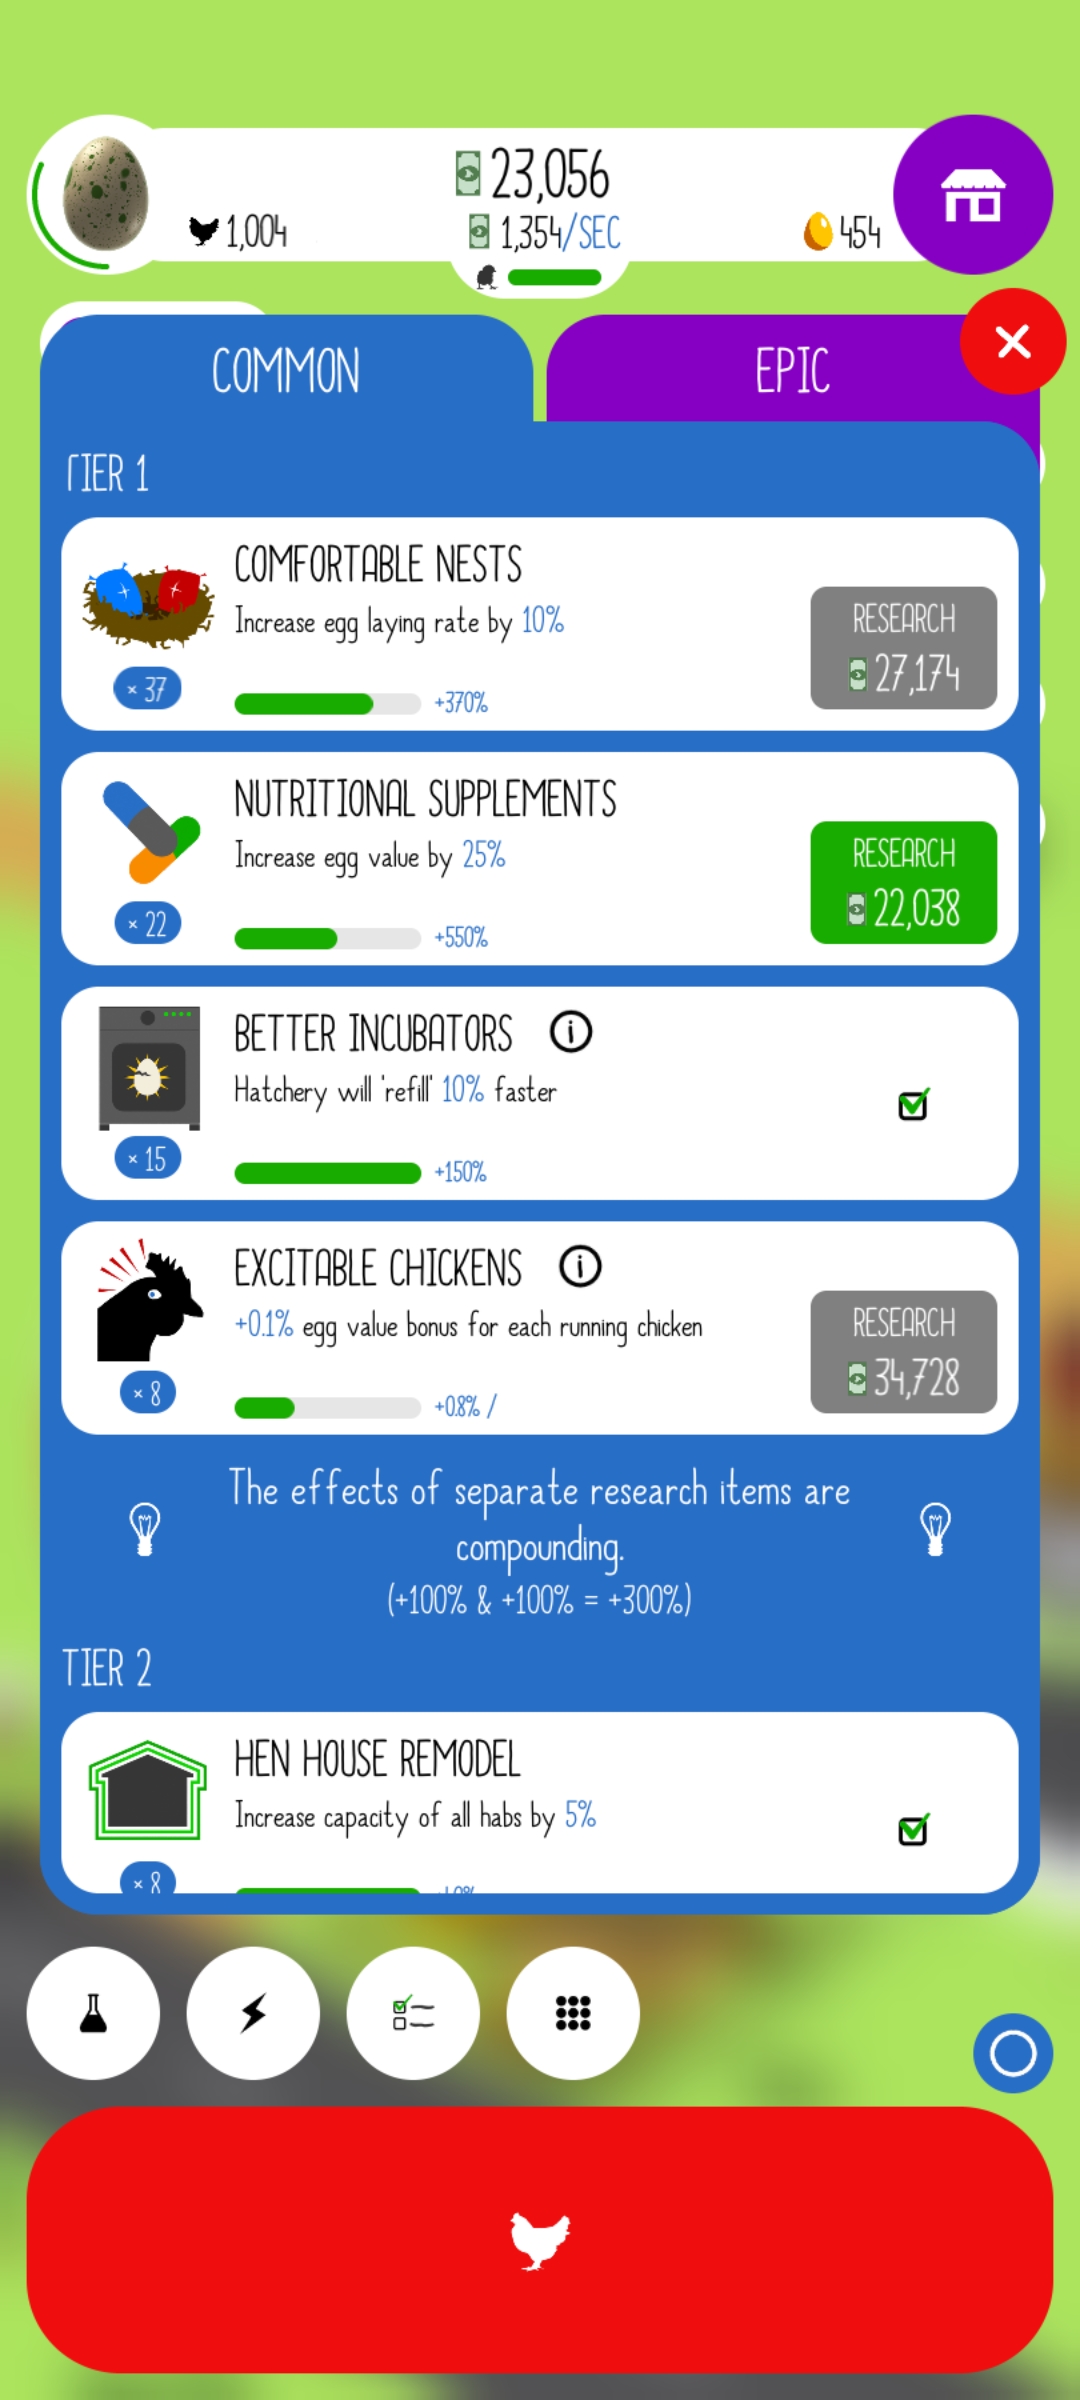 23,056
1,004
1,354/SEC
454
COMMON
EPIC
TIER 1
COMFORTABLE NESTS
Increase egg laying rate by 10%
RESEARCH
27,174
× 37
+370%
NUTRITIONAL SUPPLEMENTS
Increase egg value by 25%
RESEARCH
22,038
× 22
+550%
BETTER INCUBATORS
Hatchery will 'refill' 10% faster
× 15
+150%
EXCITABLE CHICKENS
+0.1% egg value bonus for each running chicken
RESEARCH
34,728
× 8
+0.8% /
The effects of separate research items are
compounding.
(+100% & +100% = +300%)
TIER 2
HEN HOUSE REMODEL
Increase capacity of all habs by 5%
× 8